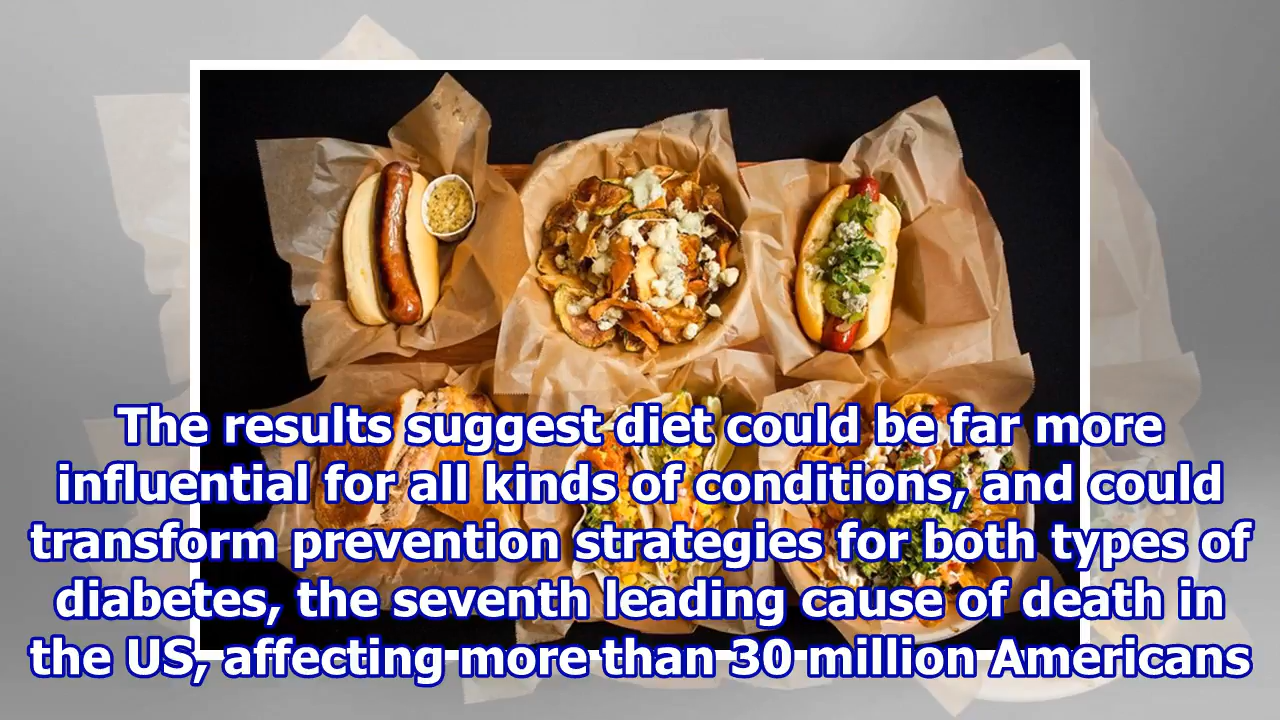 The results suggest diet could be far more
influential for all kinds of conditions, and could
transform prevention strategies for both types of
diabetes, the seventh leading cause of death in
the US, affecting more than 30 million Americans